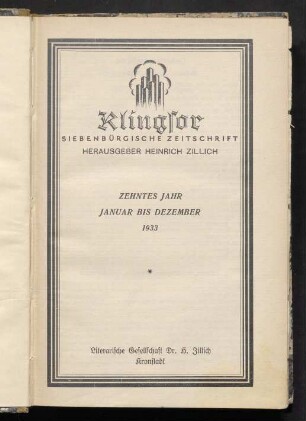 Klingsor
SIEBENBÜRGISCHE ZEITSCHRIFT
HERAUSGEBER HEINRICH ZILLICH
ZEHNTES JAHR
JANUAR BIS DEZEMBER
1933
*
Literarische Gesellschaft Dr. H. Zillich
Kronstadt